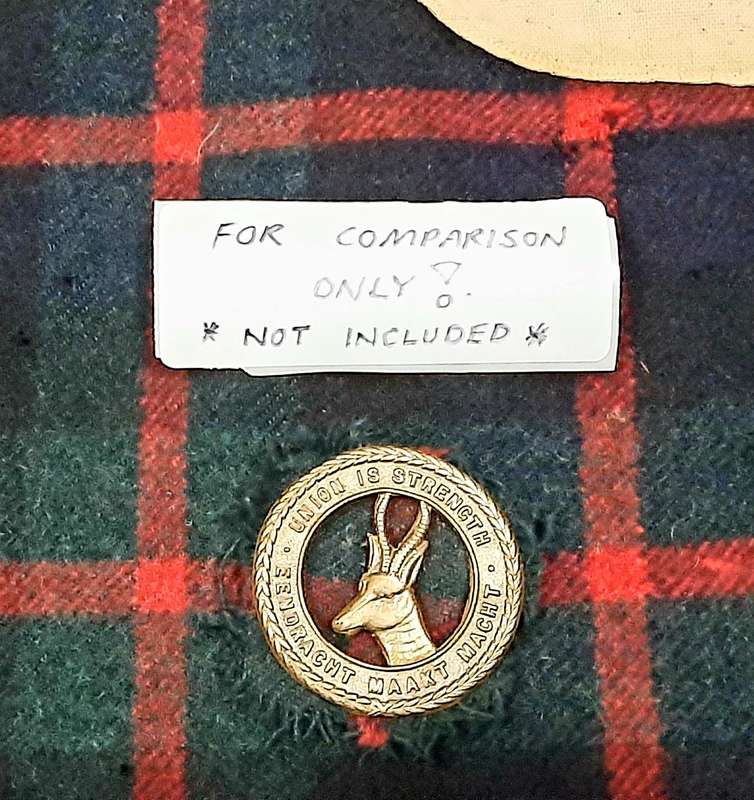 FOR COMPARISON
ONLY !.
* NOT INCLUDED *
· UNION IS STRENGTH ·
EENDRACHT MAAKT MACHT